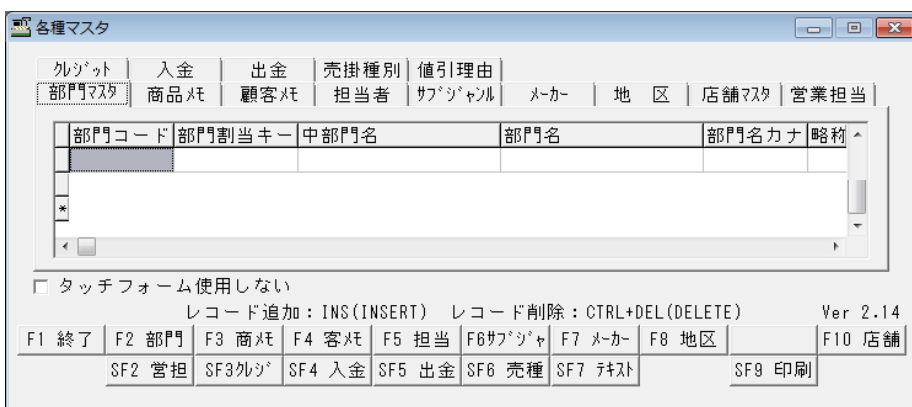 各種マスタ
ｸﾚｼﾞｯﾄ 入金 出金 売掛種別 値引理由
部門ﾏｽﾀ 商品ﾒﾓ 顧客ﾒﾓ 担当者 ｻﾌﾞｼﾞｬﾝﾙ ﾒｰｶｰ 地 区 店舗ﾏｽﾀ 営業担当
部門コード 部門割当キー 中部門名 部門名 部門名カナ 略称
*
タッチフォーム使用しない
レコード追加：INS(INSERT) レコード削除：CTRL+DEL(DELETE) Ver 2.14
F1 終了 F2 部門 F3 商ﾒﾓ F4 客ﾒﾓ F5 担当 F6ｻﾌﾞｼﾞｬ F7 ﾒｰｶｰ F8 地区 F10 店舗
SF2 営担 SF3ｸﾚｼﾞ SF4 入金 SF5 出金 SF6 売種 SF7 ﾃｷｽﾄ SF9 印刷